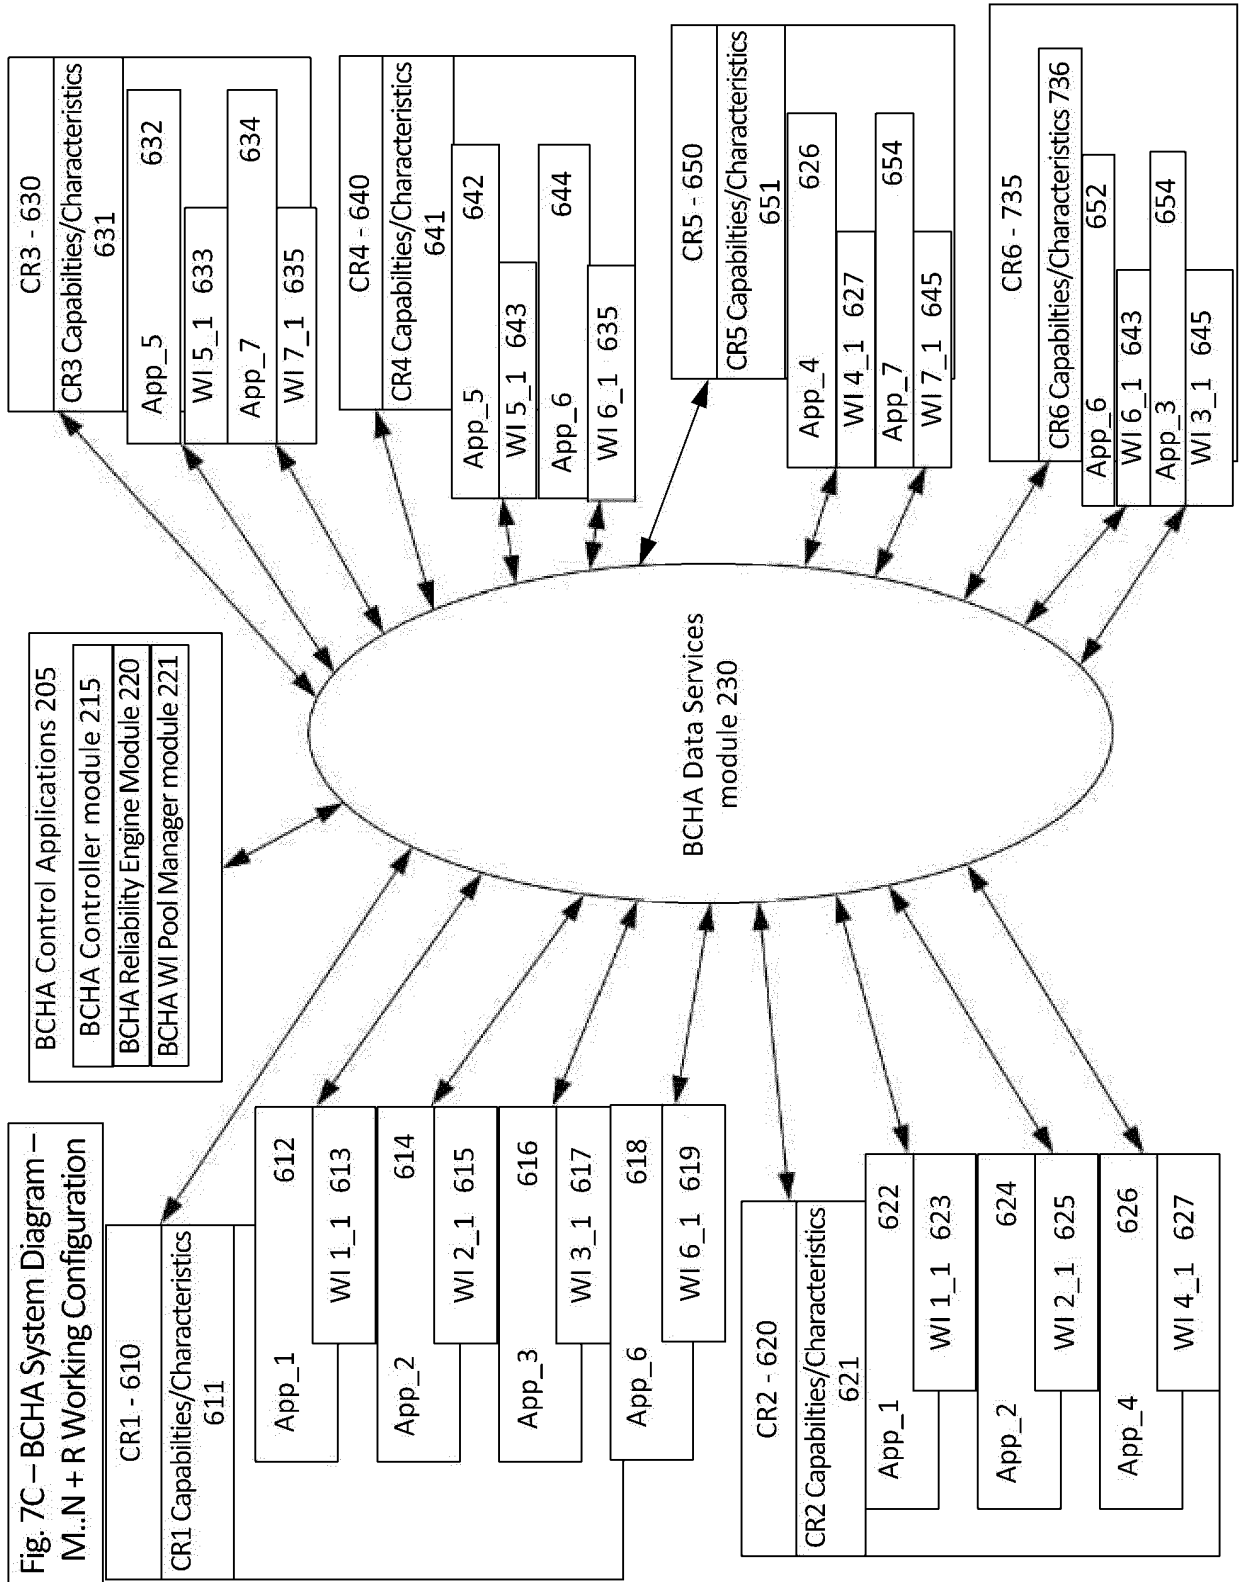 Fig. 7C – BCHA System Diagram –
M..N + R Working Configuration
BCHA Control Applications 205
BCHA Controller module 215
BCHA Reliability Engine Module 220
BCHA WI Pool Manager module 221
CR1 - 610
CR1 Capabilties/Characteristics
611
App_1 612
WI 1_1 613
App_2 614
WI 2_1 615
App_3 616
WI 3_1 617
App_6 618
WI 6_1 619
CR2 - 620
CR2 Capabilties/Characteristics
621
App_1 622
WI 1_1 623
App_2 624
WI 2_1 625
App_4 626
WI 4_1 627
BCHA Data Services
module 230
CR3 - 630
CR3 Capabilties/Characteristics
631
App_5 632
WI 5_1 633
App_7 634
WI 7_1 635
CR4 - 640
CR4 Capabilties/Characteristics
641
App_5 642
WI 5_1 643
App_6 644
WI 6_1 635
CR5 - 650
CR5 Capabilties/Characteristics
651
App_4 626
WI 4_1 627
App_7 654
WI 7_1 645
CR6 - 735
CR6 Capabilties/Characteristics 736
App_6 652
WI 6_1 643
App_3 654
WI 3_1 645